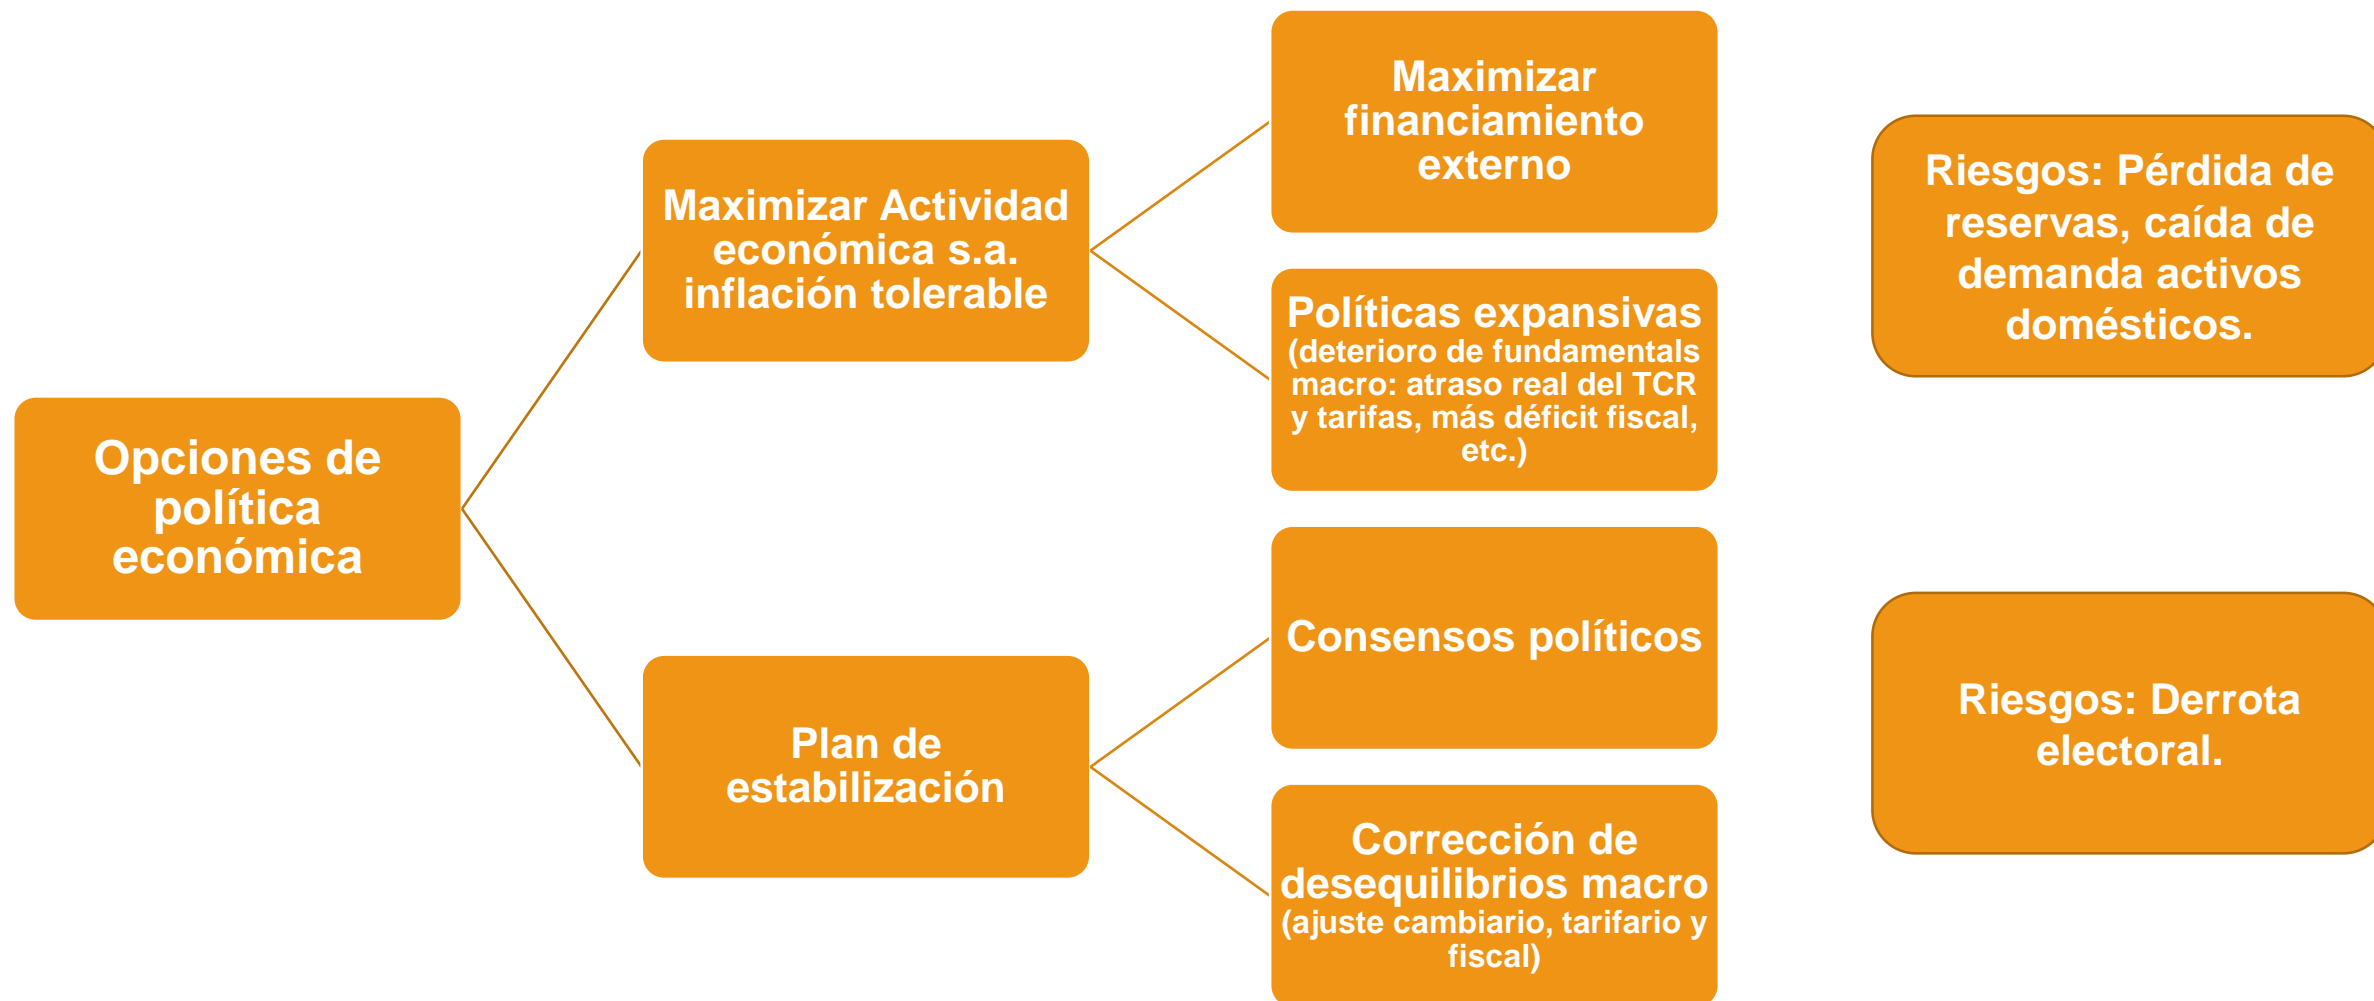 Opciones de
política
económica
Maximizar Actividad
económica s.a.
inflación tolerable
Plan de
estabilización
Maximizar
financiamiento
externo
Políticas expansivas
(deterioro de fundamentals
macro: atraso real del TCR
y tarifas, más déficit fiscal,
etc.)
Consensos políticos
Corrección de
desequilibrios macro
(ajuste cambiario, tarifario y
fiscal)
Riesgos: Pérdida de
reservas, caída de
demanda activos
domésticos.
Riesgos: Derrota
electoral.